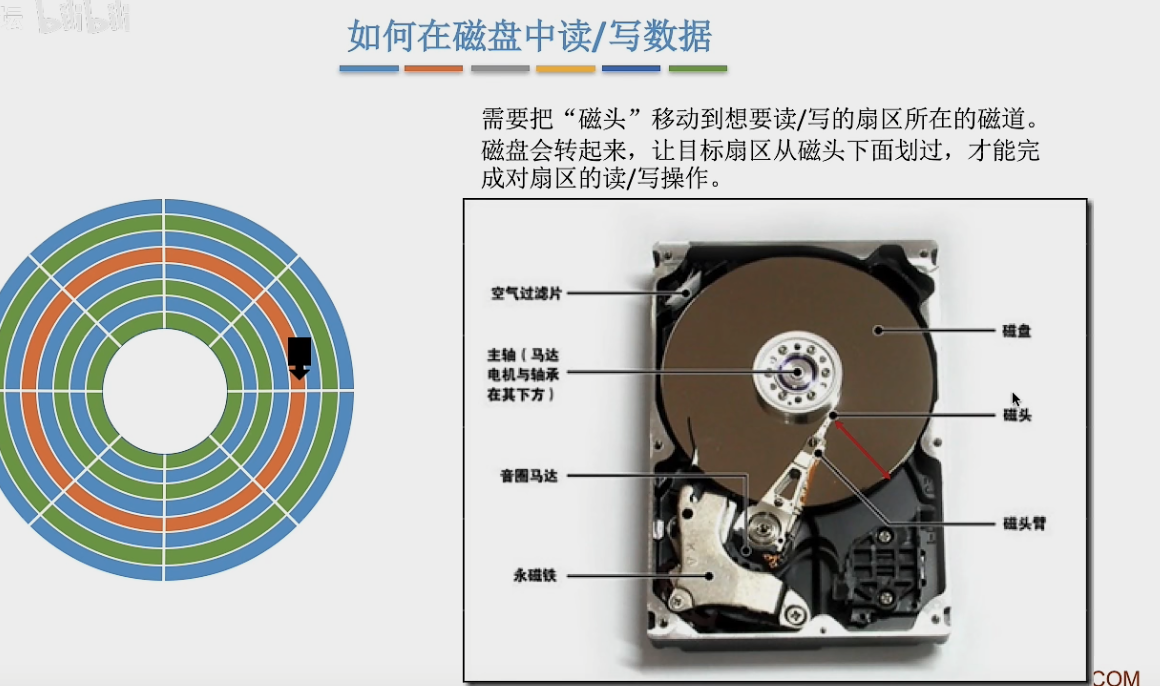 bilibili
如何在磁盘中读/写数据
需要把“磁头”移动到想要读/写的扇区所在的磁道。
磁盘会转起来，让目标扇区从磁头下面划过，才能完
成对扇区的读/写操作。
空气过滤片
磁盘
主轴（马达
电机与轴承
在其下方）
磁头
音圈马达
磁头臂
永磁铁
.COM